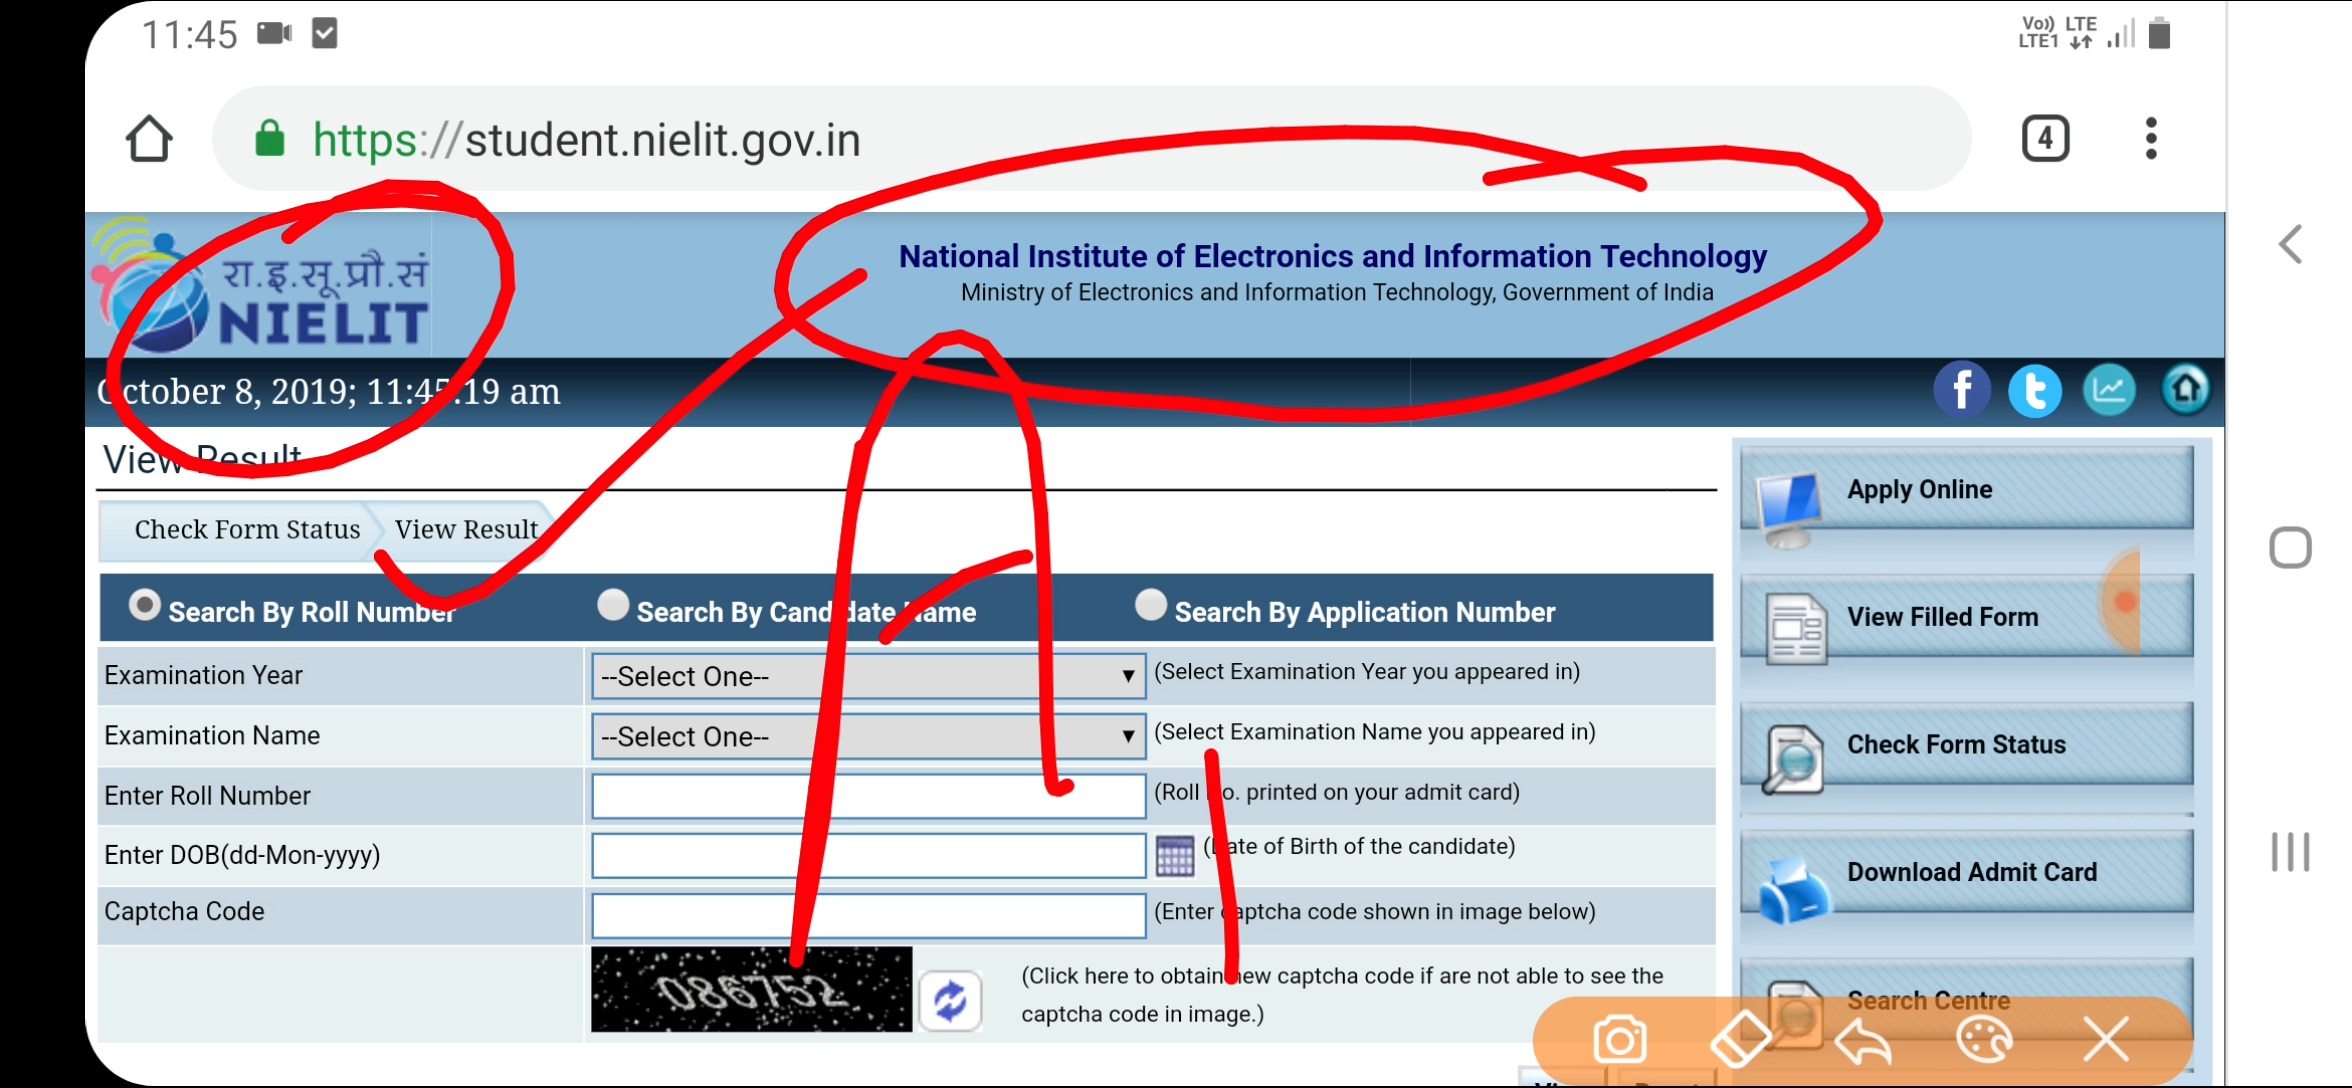 11:45
Vo)) LTE
LTE1
https://student.nielit.gov.in
4
रा.इ.सू.प्रौ.सं
NIELIT
National Institute of Electronics and Information Technology
Ministry of Electronics and Information Technology, Government of India
October 8, 2019; 11:45:19 am
View Result
Check Form Status
View Result
Search By Roll Number
Search By Candidate Name
Search By Application Number
Examination Year
--Select One--
(Select Examination Year you appeared in)
Examination Name
--Select One--
(Select Examination Name you appeared in)
Enter Roll Number
(Roll No. printed on your admit card)
Enter DOB(dd-Mon-yyyy)
(Date of Birth of the candidate)
Captcha Code
(Enter captcha code shown in image below)
086752
(Click here to obtain new captcha code if are not able to see the
captcha code in image.)
Apply Online
View Filled Form
Check Form Status
Download Admit Card
Search Centre